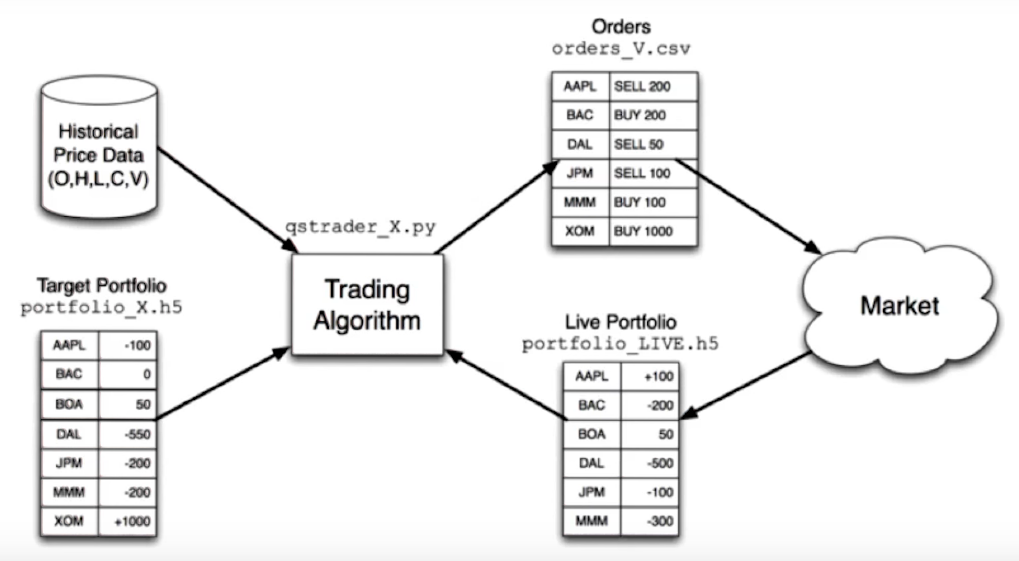 Orders
orders_V.csv
AAPL SELL 200
BAC BUY 200
DAL SELL 50
JPM SELL 100
MMM BUY 100
XOM BUY 1000
Historical
Price Data
(O,H,L,C,V)
qstrader_X.py
Trading
Algorithm
Target Portfolio
portfolio_X.h5
AAPL -100
BAC 0
BOA 50
DAL -550
JPM -200
MMM -200
XOM +1000
Live Portfolio
portfolio_LIVE.h5
AAPL +100
BAC -200
BOA 50
DAL -500
JPM -100
MMM -300
Market